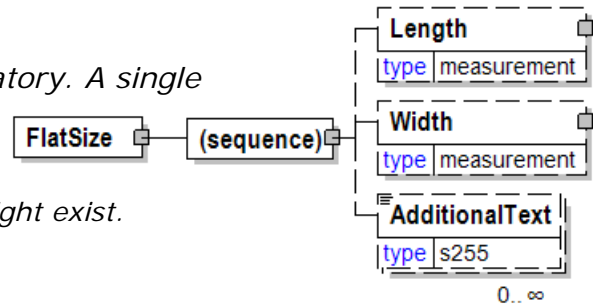 Length
type measurement
atory. A single
Width
FlatSize (sequence)
type measurement
ght exist.
AdditionalText
type s255
0.. ∞